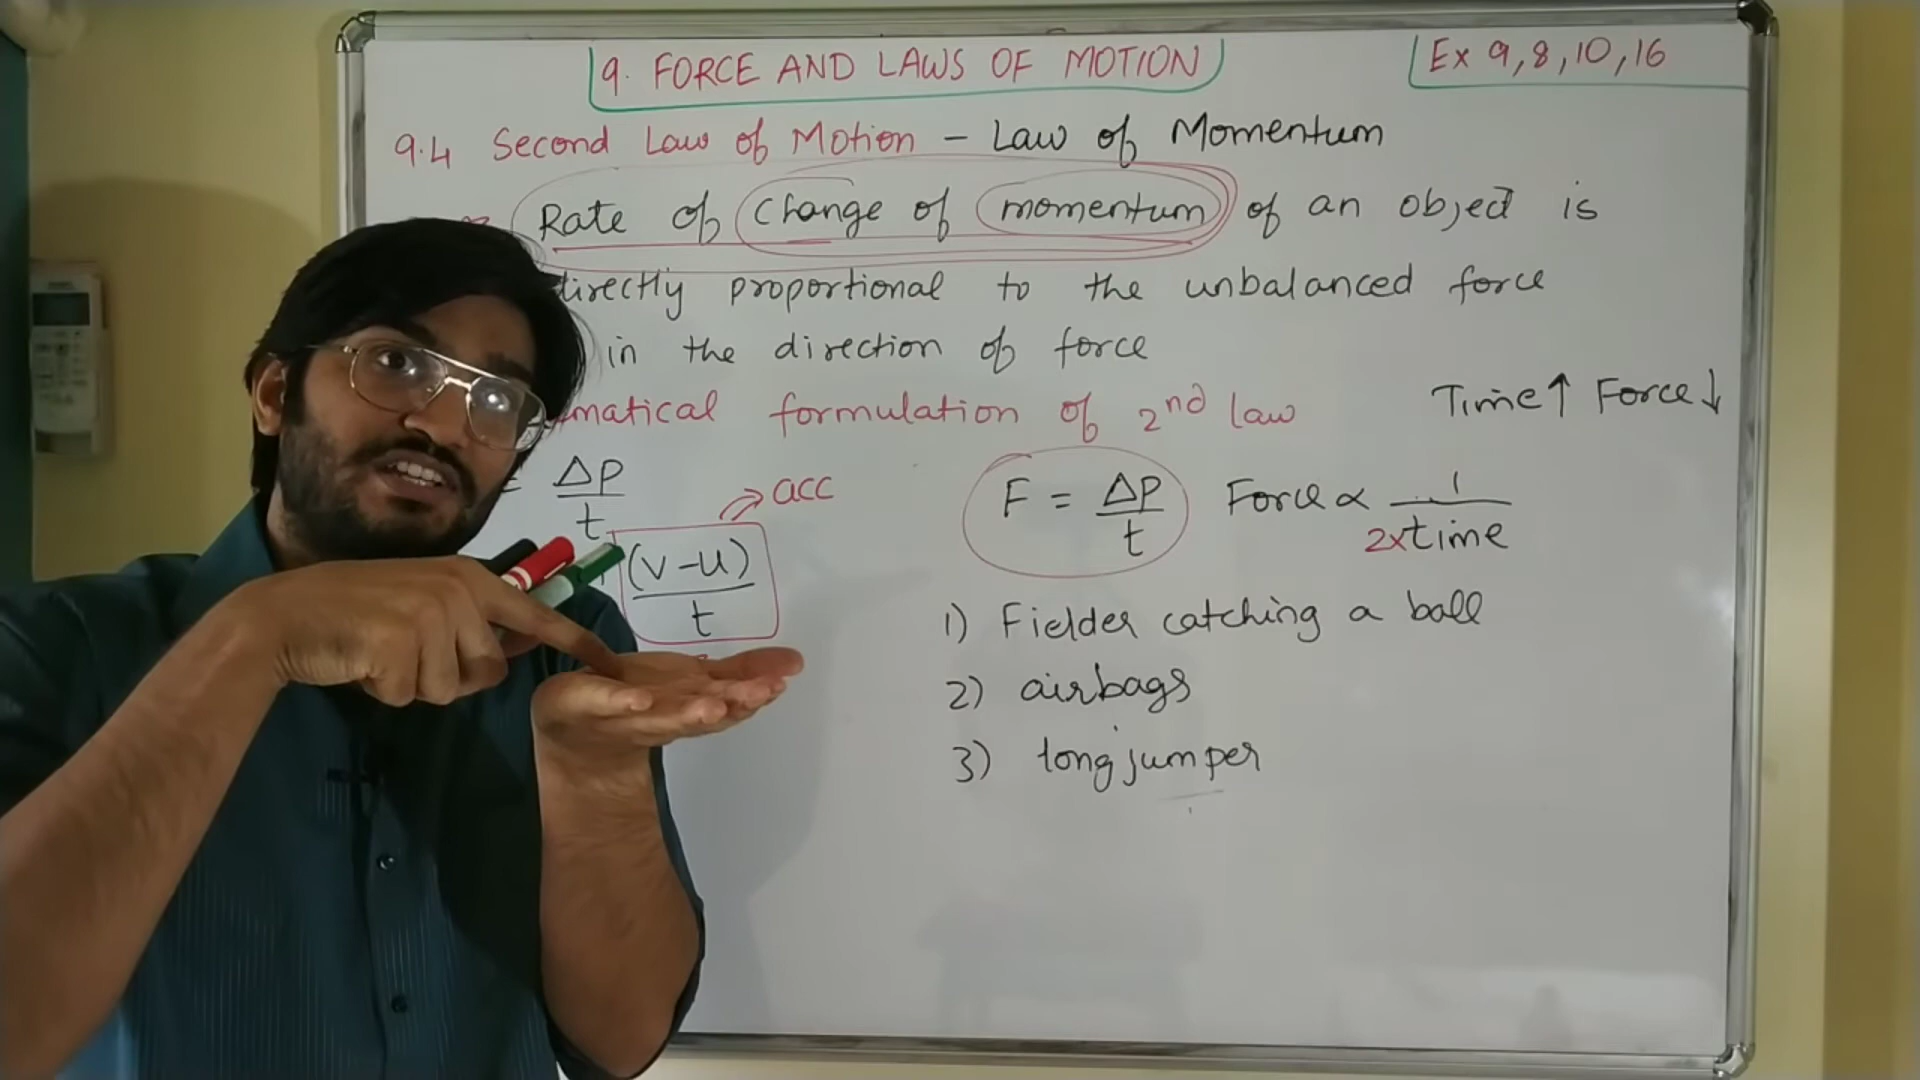 9. FORCE AND LAWS OF MOTION
Ex 9,8,10,16
9.4 Second Law of Motion – Law of Momentum
Rate of change of momentum of an object is
directly proportional to the unbalanced force
in the direction of force
matical formulation of 2nd law
Time↑ Force↓
= Δp/t
→ acc
(v-u)/t
F = Δp/t
Force ∝ 1/2×time
1) Fielder catching a ball
2) airbags
3) long jumper